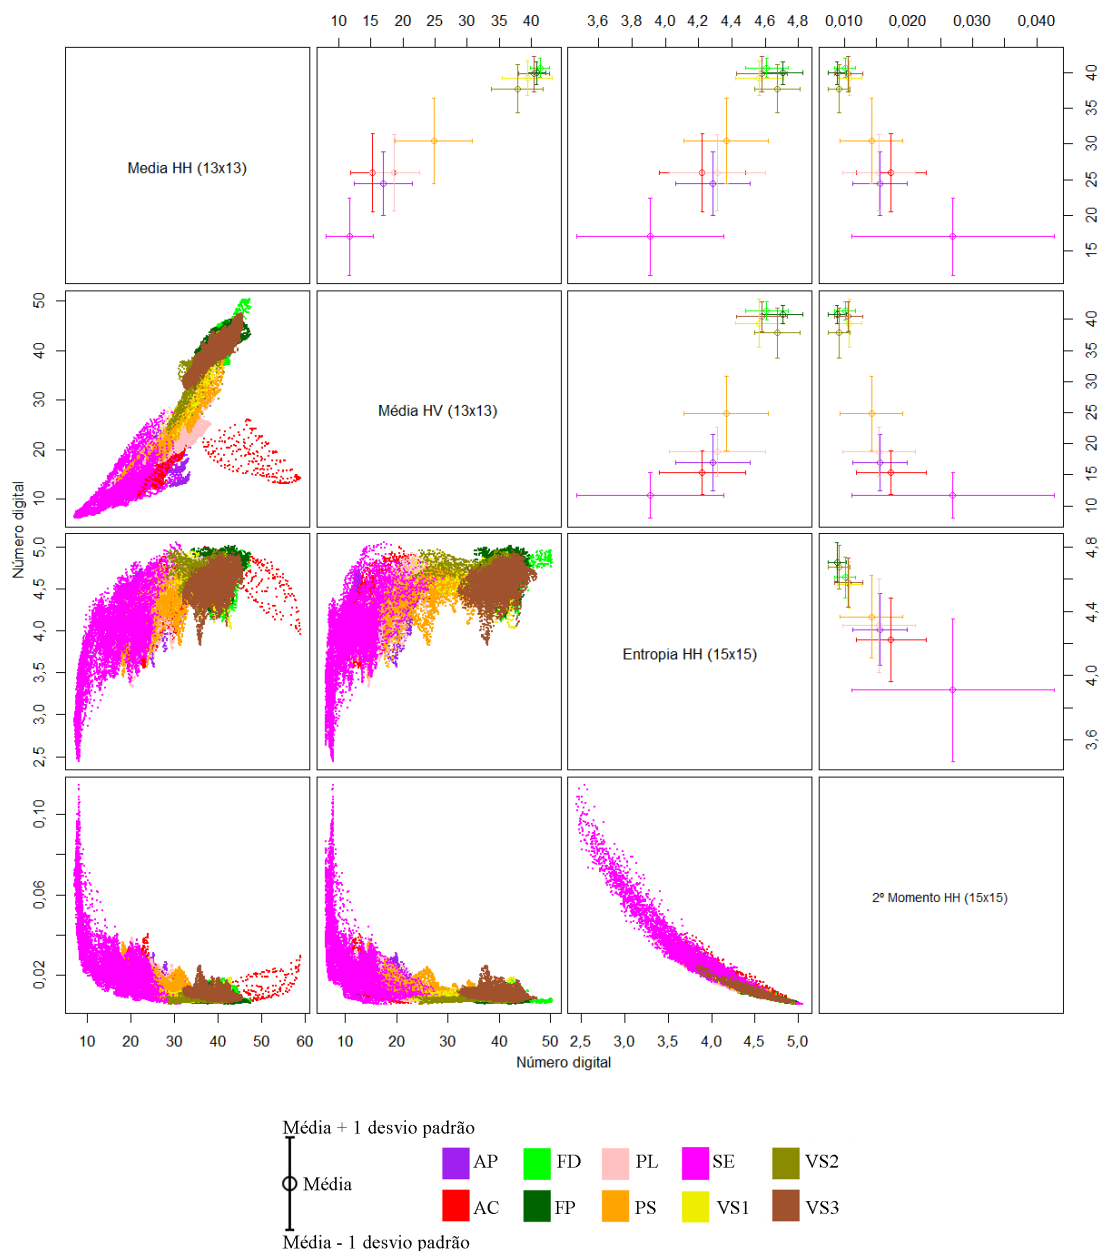 10 15 20 25 30 35 40
3,6 3,8 4,0 4,2 4,4 4,6 4,8
0,010 0,020 0,030 0,040
Media HH (13x13)
40
35
30
25
20
15
50
40
30
20
10
Média HV (13x13)
40
35
30
25
20
15
10
Número digital
5,0
4,5
4,0
3,5
3,0
2,5
Entropia HH (15x15)
4,8
4,4
4,0
3,6
0,10
0,06
0,02
2º Momento HH (15x15)
10 20 30 40 50 60
10 20 30 40 50
2,5 3,0 3,5 4,0 4,5 5,0
Número digital
Média + 1 desvio padrão
Média
Média - 1 desvio padrão
AP FD PL SE VS2
AC FP PS VS1 VS3